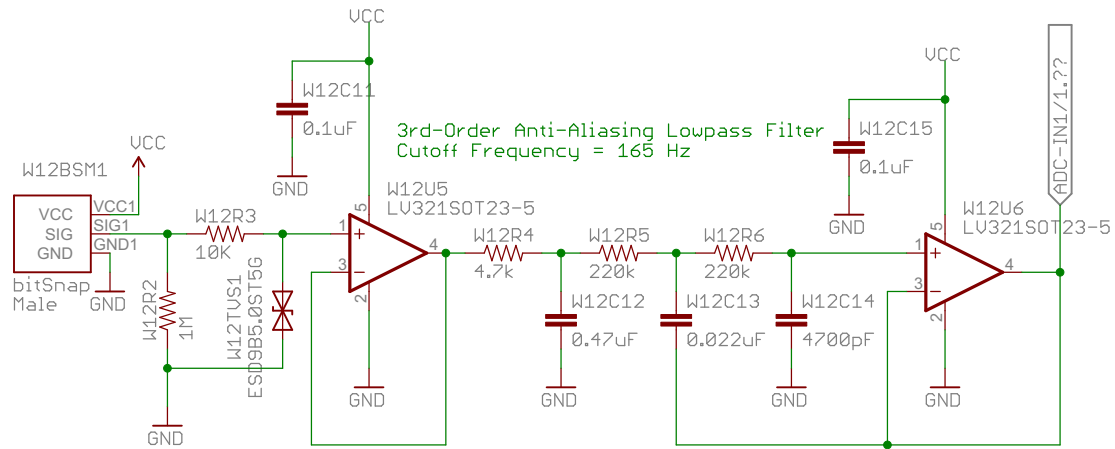 VCC
W12C11
0.1uF
GND
3rd-Order Anti-Aliasing Lowpass Filter
Cutoff Frequency = 165 Hz
VCC
W12C15
0.1uF
GND
ADC-IN1/1.??
VCC
W12BSM1
VCC
SIG
GND
VCC1
SIG1
GND1
bitSnap
Male
GND
W12R3
10K
W12R2
1M
W12TVS1
ESD9B5.0ST5G
GND
W12U5
LV321SOT23-5
1
3
5
2
4
+
−
GND
W12R4
4.7k
W12R5
220k
W12R6
220k
W12C12
0.47uF
GND
W12C13
0.022uF
W12C14
4700pF
GND
W12U6
LV321SOT23-5
1
3
5
2
4
+
−
GND